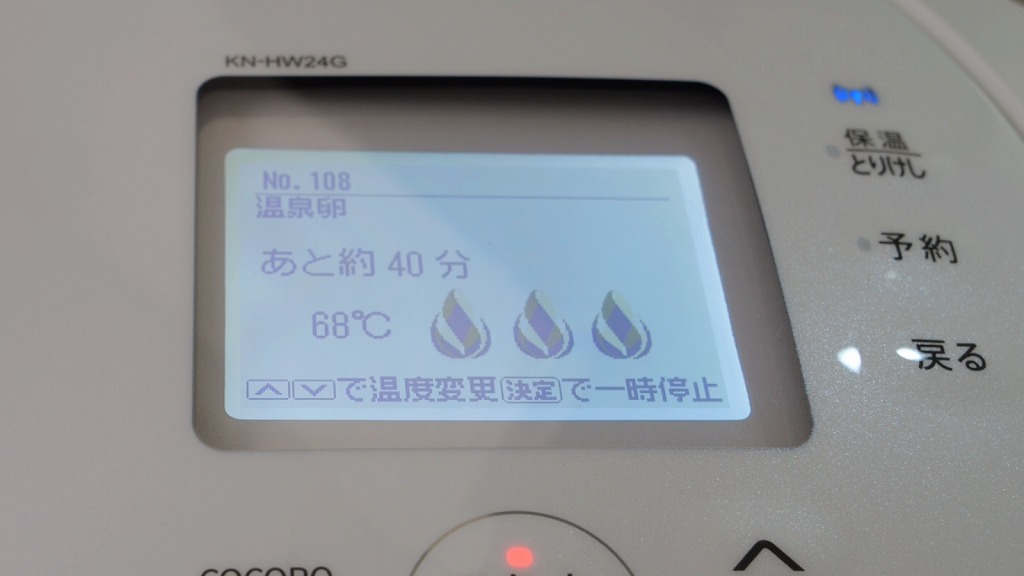 KN-HW24G
No. 108
温泉卵
あと約 40 分
68℃
で温度変更 決定 で一時停止
保温
とりけし
予約
戻る
COCORO